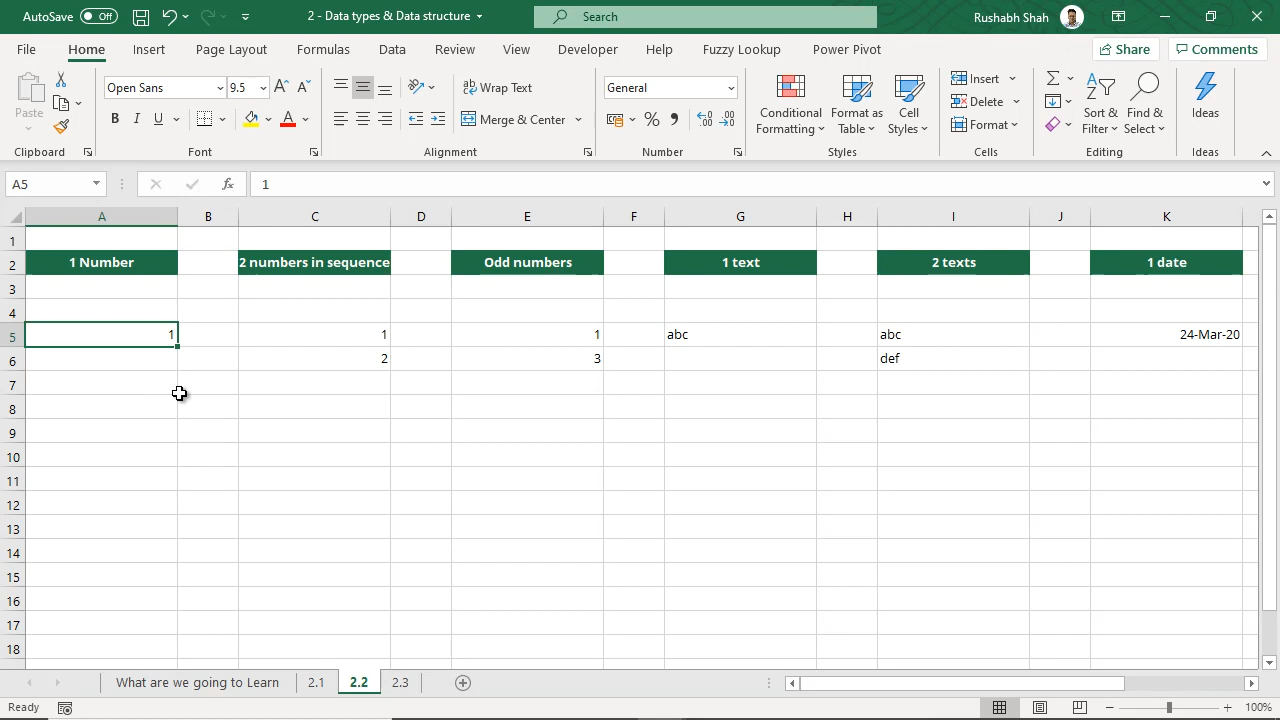 AutoSave Off 2 - Data types & Data structure Search Rushabh Shah
File Home Insert Page Layout Formulas Data Review View Developer Help Fuzzy Lookup Power Pivot Share Comments
Paste
Clipboard
Open Sans 9.5
B I U
Font
Wrap Text
Merge & Center
Alignment
General
Number
Conditional Formatting
Format as Table
Cell Styles
Styles
Insert
Delete
Format
Cells
Sort & Filter
Find & Select
Editing
Ideas
Ideas
A5 fx 1
A B C D E F G H I J K
1
2 1 Number 2 numbers in sequence Odd numbers 1 text 2 texts 1 date
3
4
5 1 1 1 abc abc 24-Mar-20
6 2 3 def
7
8
9
10
11
12
13
14
15
16
17
18
What are we going to Learn 2.1 2.2 2.3
Ready 100%